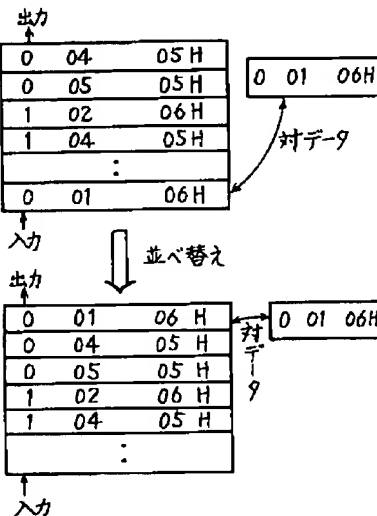 出力
0 04 05H
0 05 05H
1 02 06H
1 04 05H
:
0 01 06H
入力
0 01 06H
対データ
並べ替え
出力
0 01 06 H
0 04 05 H
0 05 05 H
1 02 06 H
1 04 05 H
:
入力
対データ
0 01 06H